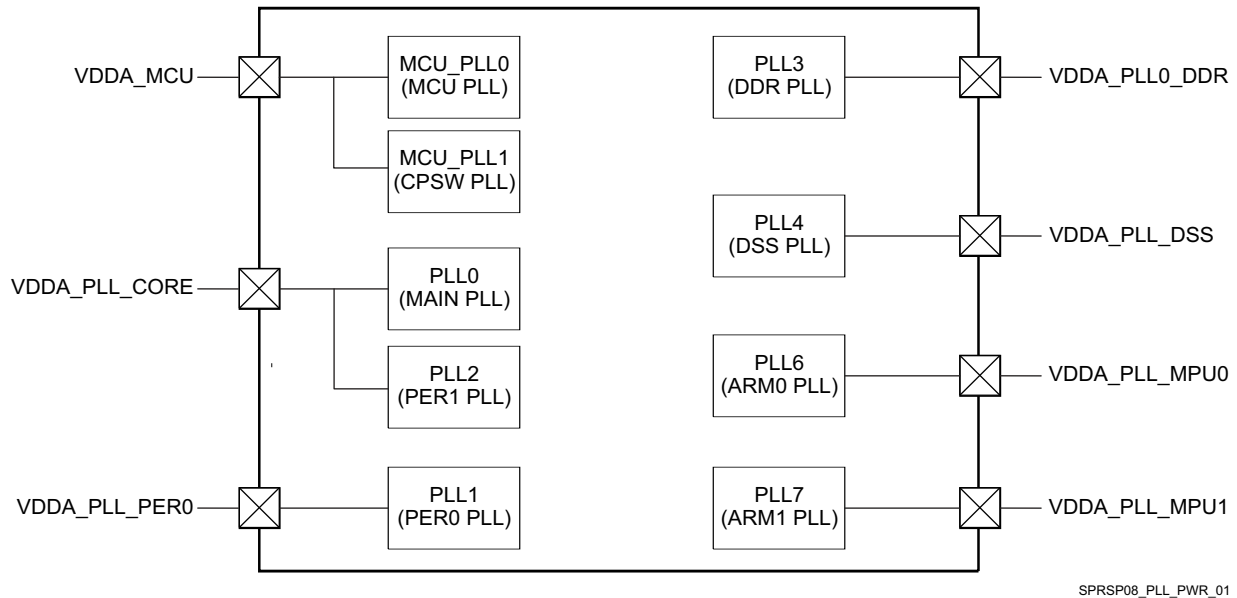 VDDA_MCU
MCU_PLL0
(MCU PLL)
MCU_PLL1
(CPSW PLL)
VDDA_PLL_CORE
PLL0
(MAIN PLL)
PLL2
(PER1 PLL)
VDDA_PLL_PER0
PLL1
(PER0 PLL)
PLL3
(DDR PLL)
VDDA_PLL0_DDR
PLL4
(DSS PLL)
VDDA_PLL_DSS
PLL6
(ARM0 PLL)
VDDA_PLL_MPU0
PLL7
(ARM1 PLL)
VDDA_PLL_MPU1
SPRSP08_PLL_PWR_01